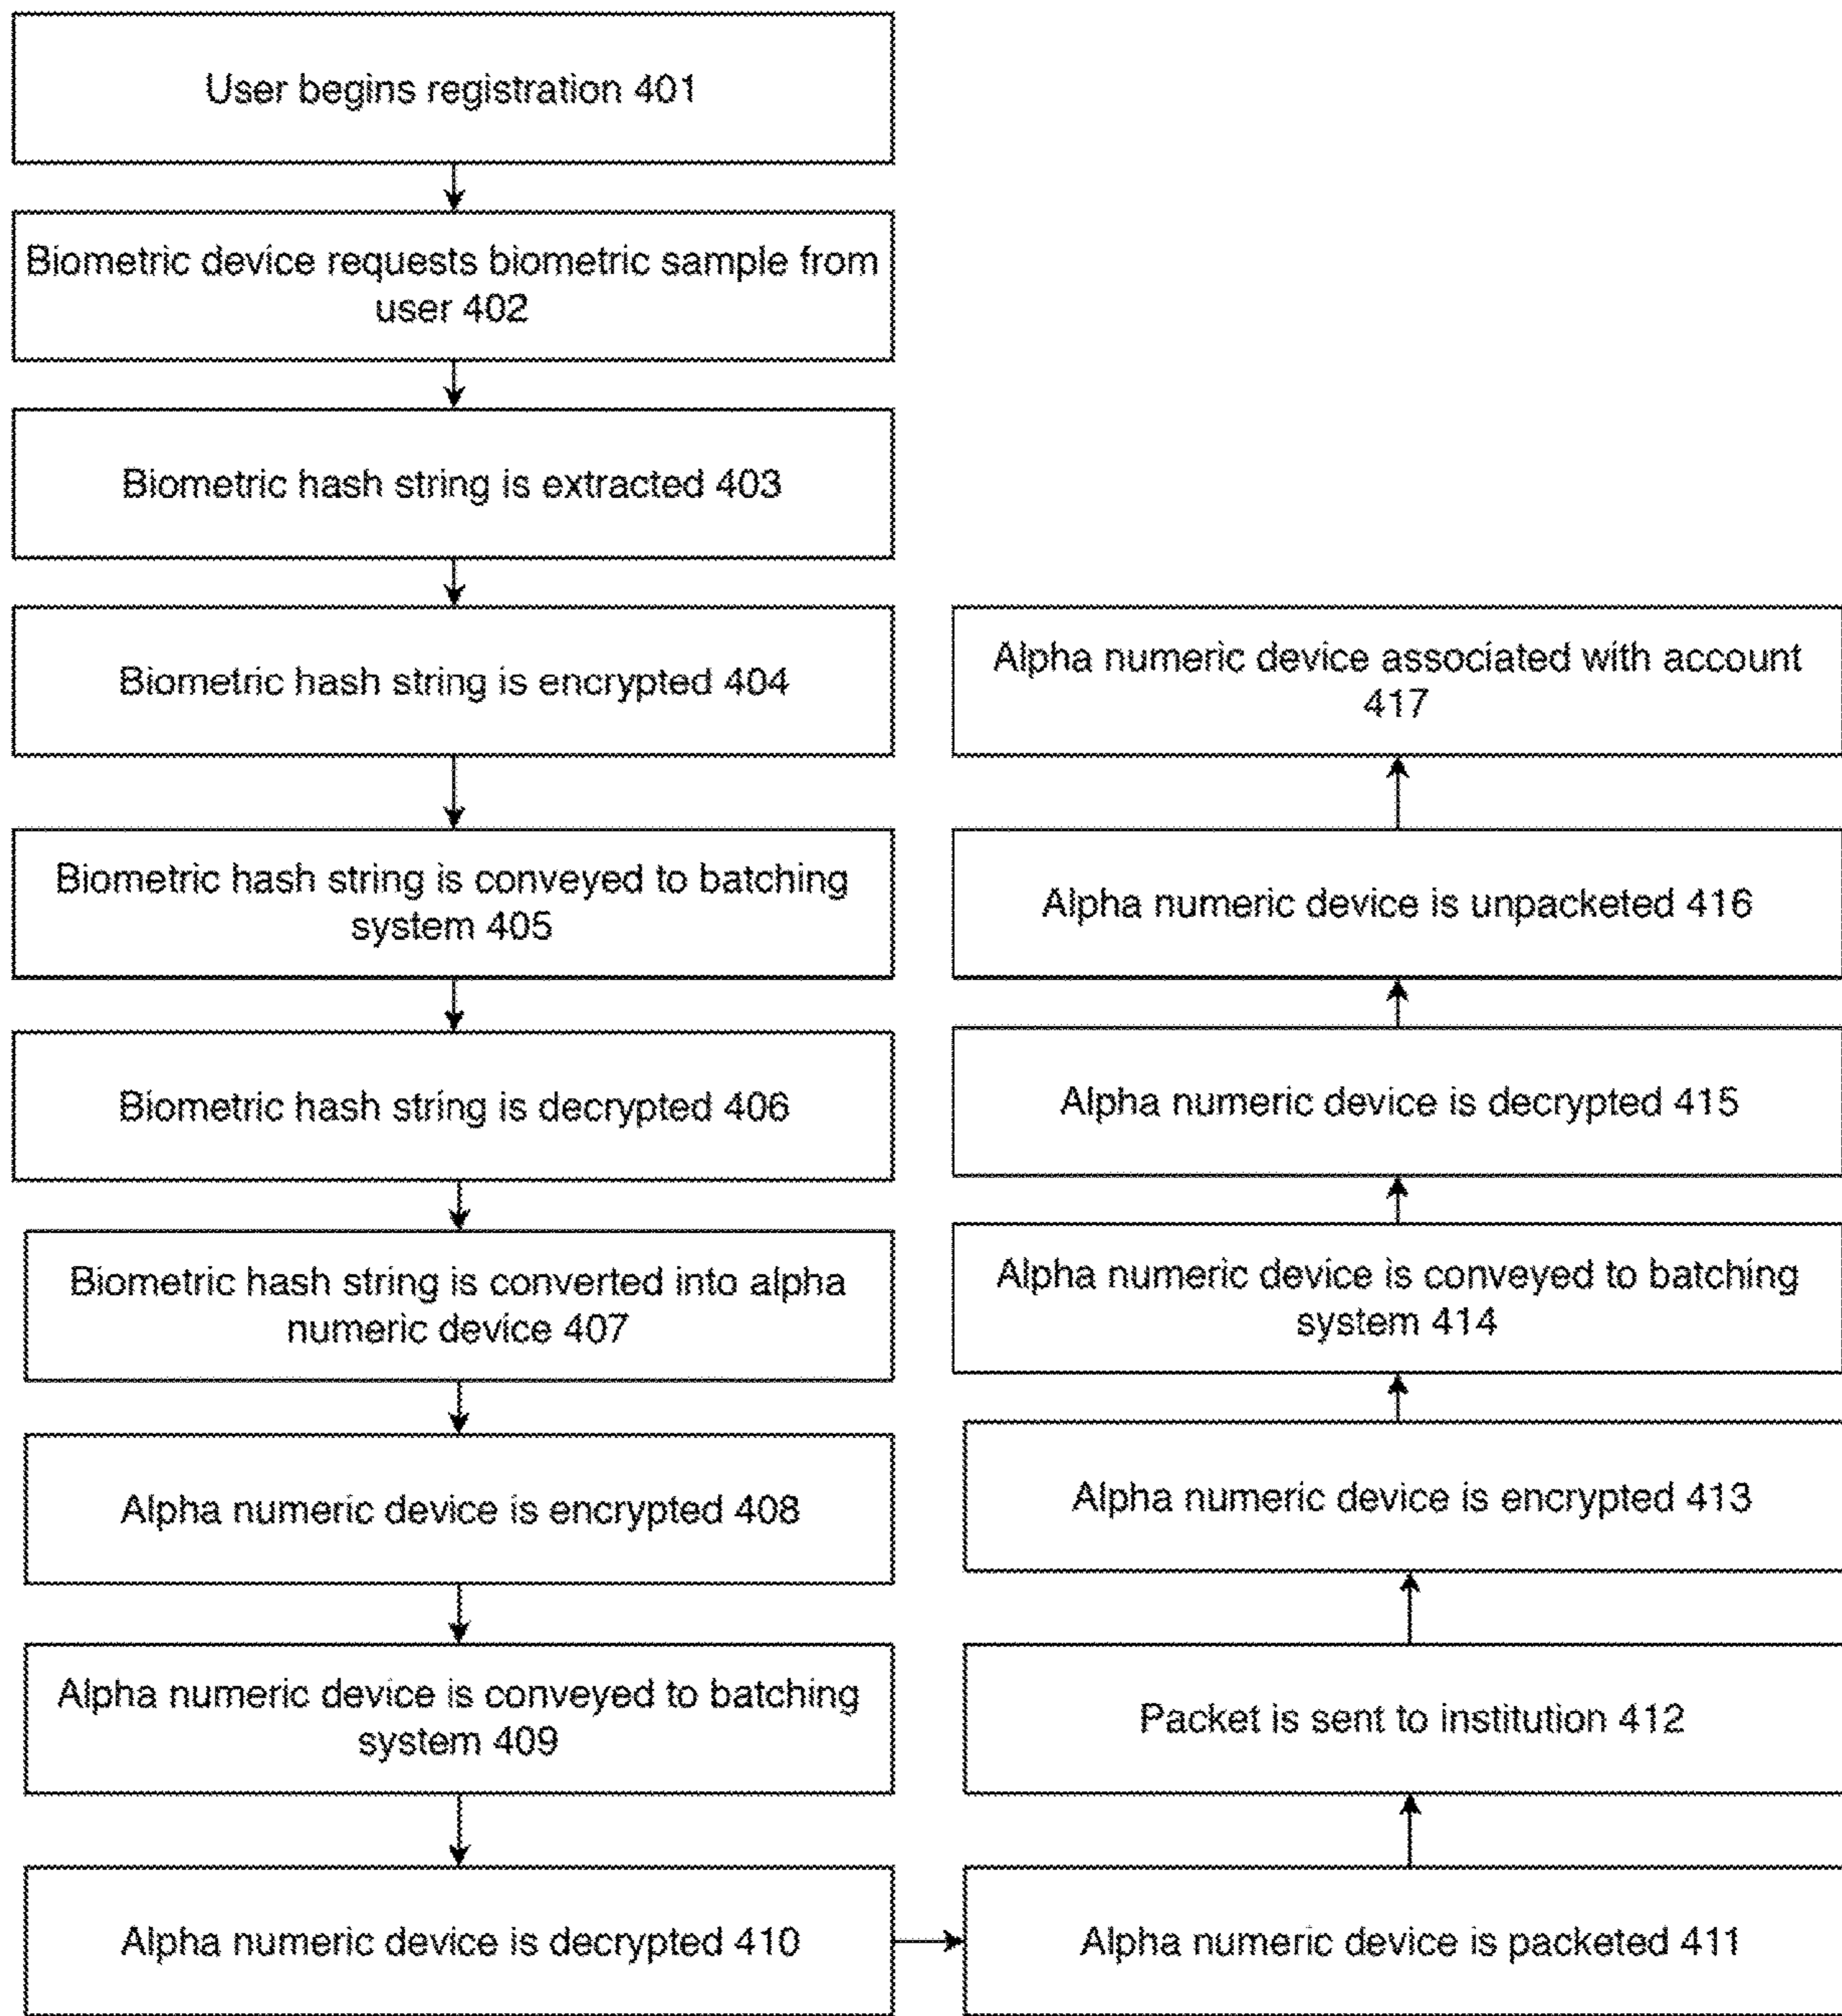 User begins registration 401
Biometric device requests biometric sample from
user 402
Biometric hash string is extracted 403
Biometric hash string is encrypted 404
Biometric hash string is conveyed to batching
system 405
Biometric hash string is decrypted 406
Biometric hash string is converted into alpha
numeric device 407
Alpha numeric device is encrypted 408
Alpha numeric device is conveyed to batching
system 409
Alpha numeric device is decrypted 410
Alpha numeric device is packeted 411
Packet is sent to institution 412
Alpha numeric device is encrypted 413
Alpha numeric device is conveyed to batching
system 414
Alpha numeric device is decrypted 415
Alpha numeric device is unpacketed 416
Alpha numeric device associated with account
417